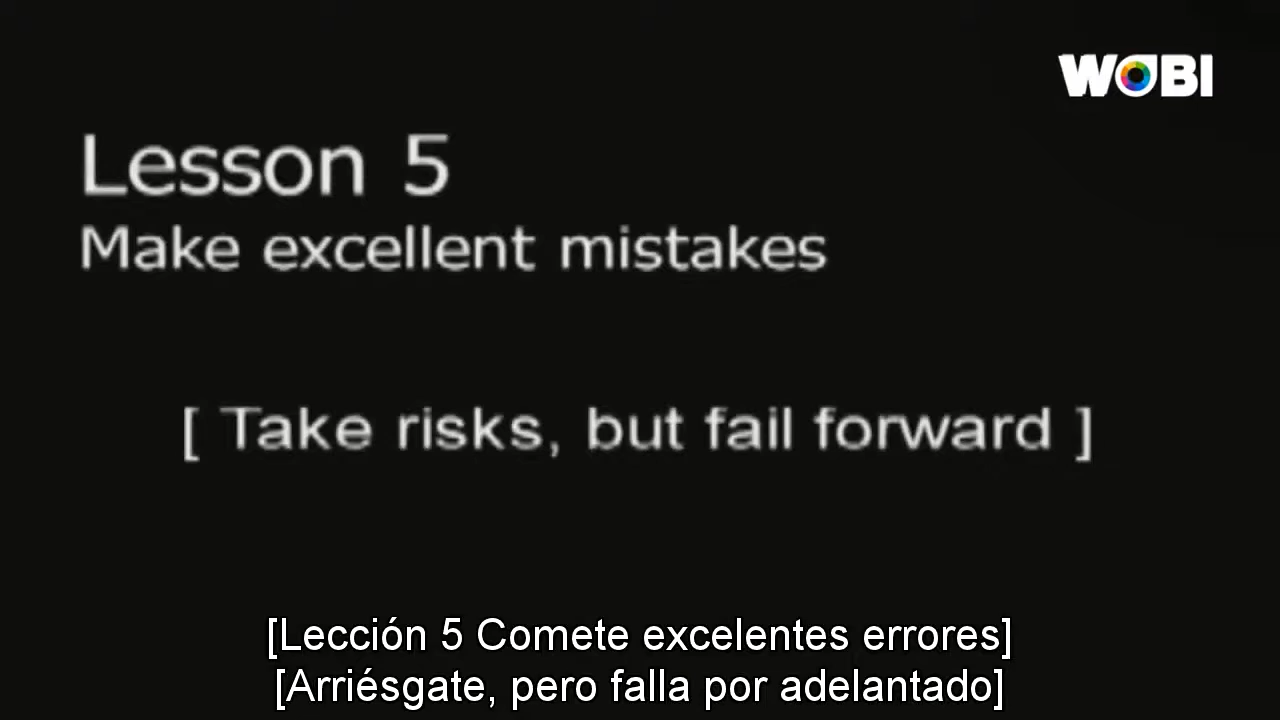 WOBI
Lesson 5
Make excellent mistakes
[ Take risks, but fail forward ]
[Lección 5 Comete excelentes errores]
[Arriésgate, pero falla por adelantado]